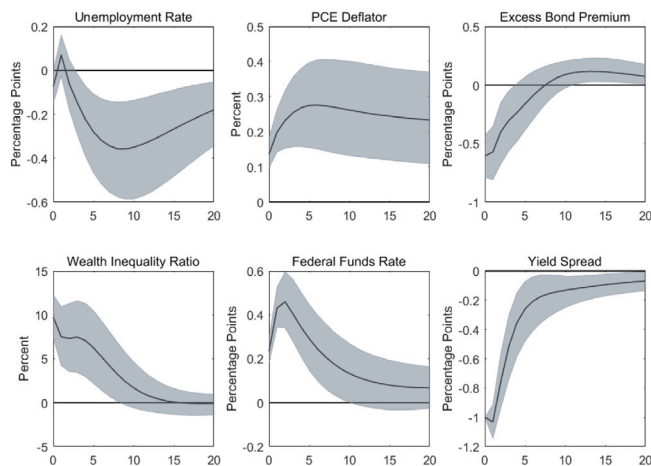 Unemployment Rate
Percentage Points
0.2
0
-0.2
-0.4
-0.6
0 5 10 15 20
PCE Deflator
Percent
0.5
0.4
0.3
0.2
0.1
0
0 5 10 15 20
Excess Bond Premium
Percentage Points
0.5
0
-0.5
-1
0 5 10 15 20
Wealth Inequality Ratio
Percent
15
10
5
0
-5
0 5 10 15 20
Federal Funds Rate
Percentage Points
0.6
0.4
0.2
0
-0.2
0 5 10 15 20
Yield Spread
Percentage Points
0
-0.2
-0.4
-0.6
-0.8
-1
-1.2
0 5 10 15 20